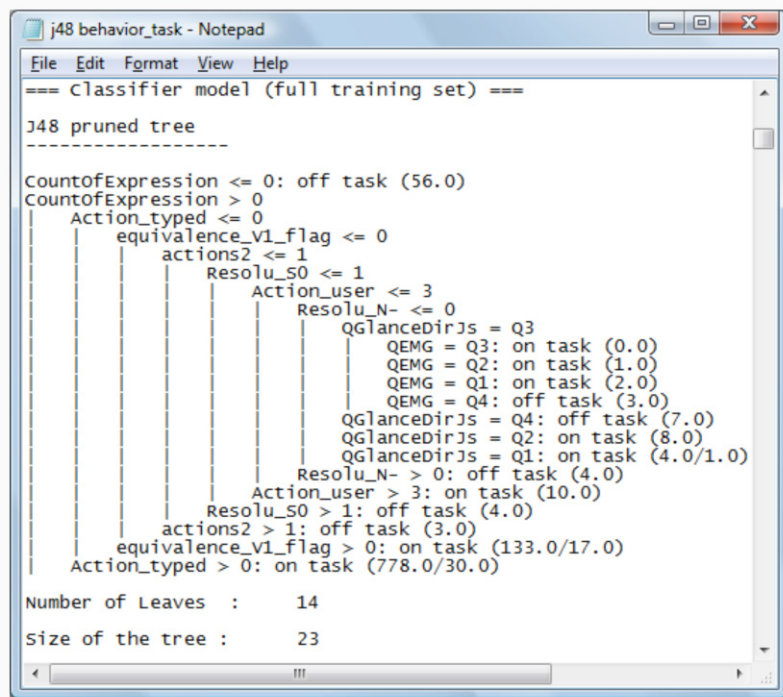 j48 behavior_task - Notepad
File Edit Format View Help
=== Classifier model (full training set) ===
J48 pruned tree
------------------
CountOfExpression <= 0: off task (56.0)
CountOfExpression > 0
|   Action_typed <= 0
|   |   equivalence_V1_flag <= 0
|   |   |   actions2 <= 1
|   |   |   |   Resolu_S0 <= 1
|   |   |   |   |   Action_user <= 3
|   |   |   |   |   |   Resolu_N- <= 0
|   |   |   |   |   |   |   QGlanceDirJs = Q3
|   |   |   |   |   |   |   |   QEMG = Q3: on task (0.0)
|   |   |   |   |   |   |   |   QEMG = Q2: on task (1.0)
|   |   |   |   |   |   |   |   QEMG = Q1: on task (2.0)
|   |   |   |   |   |   |   |   QEMG = Q4: off task (3.0)
|   |   |   |   |   |   |   QGlanceDirJs = Q4: off task (7.0)
|   |   |   |   |   |   |   QGlanceDirJs = Q2: on task (8.0)
|   |   |   |   |   |   |   QGlanceDirJs = Q1: on task (4.0/1.0)
|   |   |   |   |   |   Resolu_N- > 0: off task (4.0)
|   |   |   |   |   Action_user > 3: on task (10.0)
|   |   |   |   Resolu_S0 > 1: off task (4.0)
|   |   |   actions2 > 1: off task (3.0)
|   |   equivalence_V1_flag > 0: on task (133.0/17.0)
|   Action_typed > 0: on task (778.0/30.0)
Number of Leaves  :     14
Size of the tree :      23